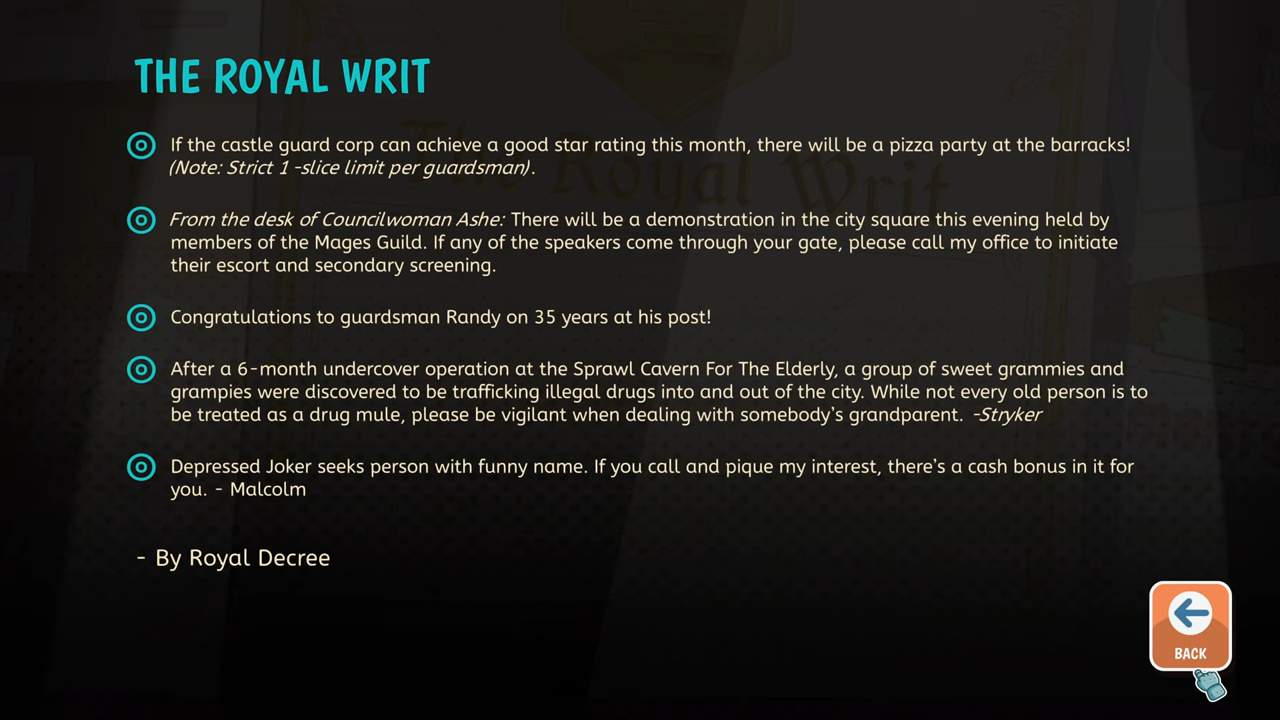 THE ROYAL WRIT
If the castle guard corp can achieve a good star rating this month, there will be a pizza party at the barracks!
(Note: Strict 1-slice limit per guardsman).
From the desk of Councilwoman Ashe: There will be a demonstration in the city square this evening held by
members of the Mages Guild. If any of the speakers come through your gate, please call my office to initiate
their escort and secondary screening.
Congratulations to guardsman Randy on 35 years at his post!
After a 6-month undercover operation at the Sprawl Cavern For The Elderly, a group of sweet grammies and
grampies were discovered to be trafficking illegal drugs into and out of the city. While not every old person is to
be treated as a drug mule, please be vigilant when dealing with somebody's grandparent. -Stryker
Depressed Joker seeks person with funny name. If you call and pique my interest, there's a cash bonus in it for
you. - Malcolm
- By Royal Decree
BACK
The Royal Writ